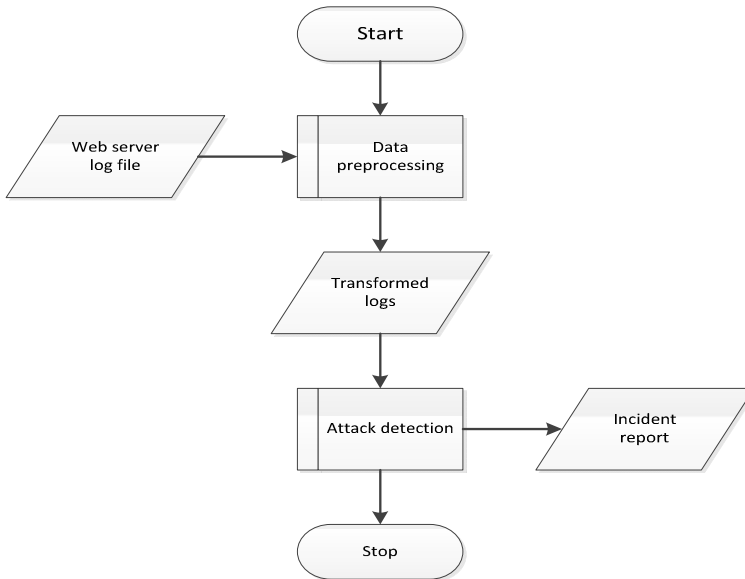 Start
Web server
log file
Data
preprocessing
Transformed
logs
Attack detection
Incident
report
Stop